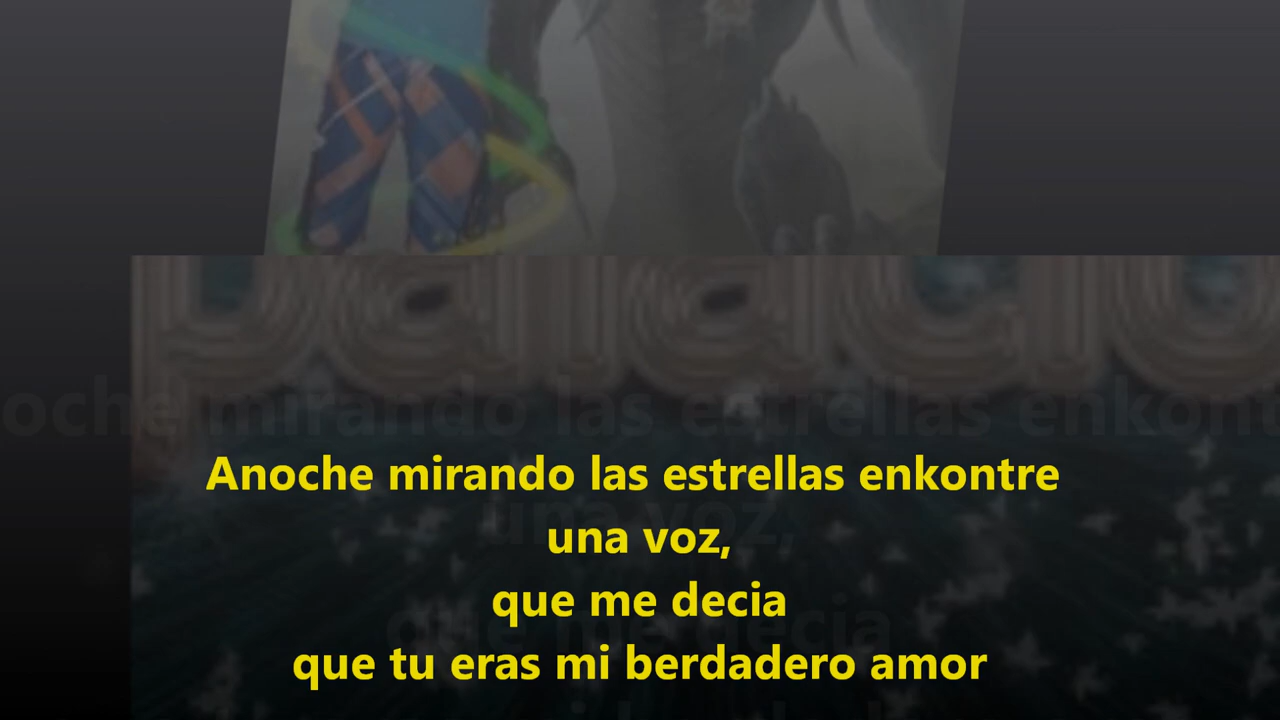 Anoche mirando las estrellas enkontre
una voz,
que me decia
que tu eras mi berdadero amor